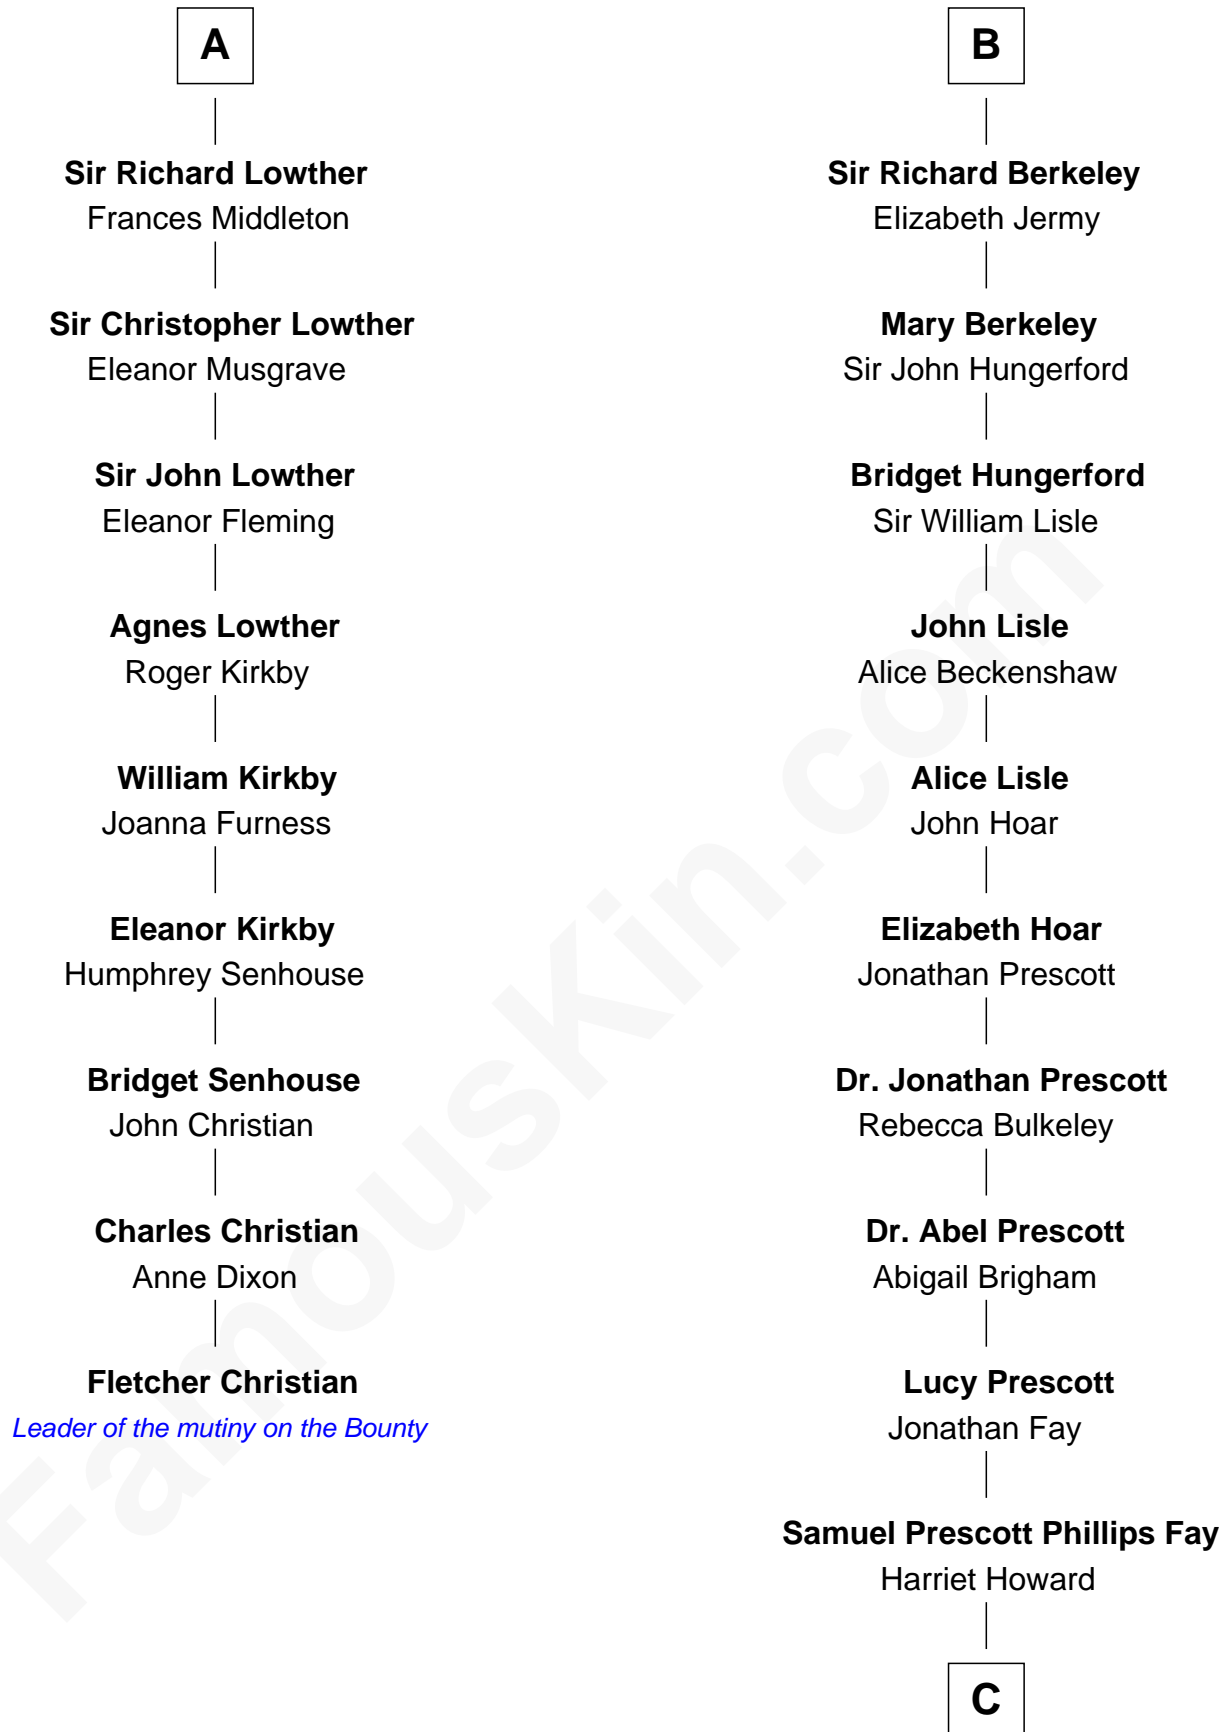 A
Sir Richard Lowther
Frances Middleton
Sir Christopher Lowther
Eleanor Musgrave
Sir John Lowther
Eleanor Fleming
Agnes Lowther
Roger Kirkby
William Kirkby
Joanna Furness
Eleanor Kirkby
Humphrey Senhouse
Bridget Senhouse
John Christian
Charles Christian
Anne Dixon
Fletcher Christian
Leader of the mutiny on the Bounty
B
Sir Richard Berkeley
Elizabeth Jermy
Mary Berkeley
Sir John Hungerford
Bridget Hungerford
Sir William Lisle
John Lisle
Alice Beckenshaw
Alice Lisle
John Hoar
Elizabeth Hoar
Jonathan Prescott
Dr. Jonathan Prescott
Rebecca Bulkeley
Dr. Abel Prescott
Abigail Brigham
Lucy Prescott
Jonathan Fay
Samuel Prescott Phillips Fay
Harriet Howard
C
FamousKin.com